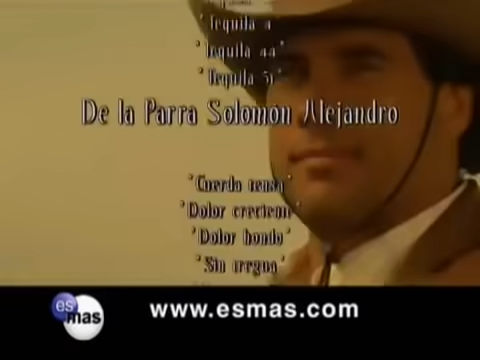 "Tequila 4"
"Tequila 44"
"Tequila 51"
De la Parra Solomon Alejandro
"Cuerda tensa"
"Dolor creciente"
"Dolor hondo"
"Sin tregua"
es
mas
www.esmas.com